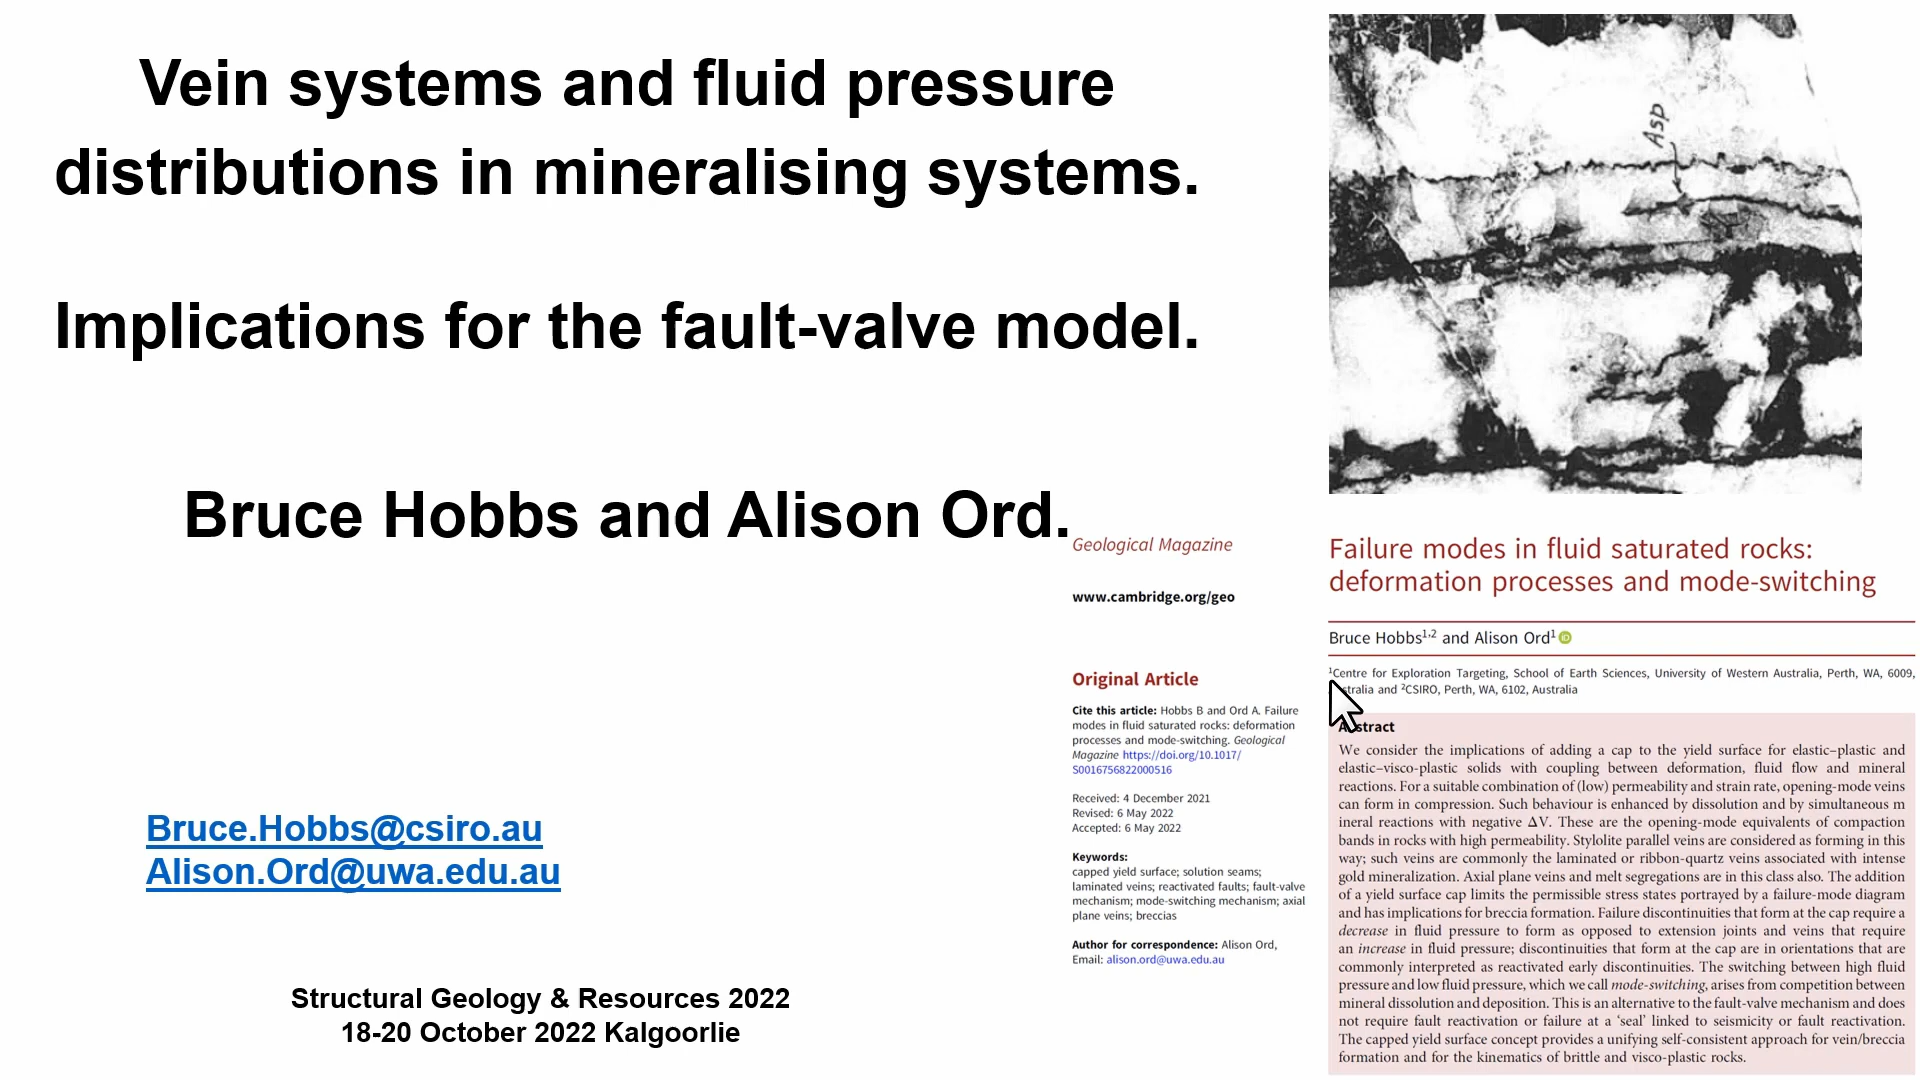 Vein systems and fluid pressure
distributions in mineralising systems.
Implications for the fault-valve model.
Bruce Hobbs and Alison Ord.
Bruce.Hobbs@csiro.au
Alison.Ord@uwa.edu.au
Structural Geology & Resources 2022
18-20 October 2022 Kalgoorlie
Asp
Geological Magazine
www.cambridge.org/geo
Original Article
Cite this article: Hobbs B and Ord A. Failure
modes in fluid saturated rocks: deformation
processes and mode-switching. Geological
Magazine https://doi.org/10.1017/
S0016756822000516
Received: 4 December 2021
Revised: 6 May 2022
Accepted: 6 May 2022
Keywords:
capped yield surface; solution seams;
laminated veins; reactivated faults; fault-valve
mechanism; mode-switching mechanism; axial
plane veins; breccias
Author for correspondence: Alison Ord,
Email: alison.ord@uwa.edu.au
Failure modes in fluid saturated rocks:
deformation processes and mode-switching
Bruce Hobbs1,2 and Alison Ord1 iD
1Centre for Exploration Targeting, School of Earth Sciences, University of Western Australia, Perth, WA, 6009,
and 2CSIRO, Perth, WA, 6102, Australia
Abstract
We consider the implications of adding a cap to the yield surface for elastic–plastic and
elastic–visco-plastic solids with coupling between deformation, fluid flow and mineral
reactions. For a suitable combination of (low) permeability and strain rate, opening-mode veins
can form in compression. Such behaviour is enhanced by dissolution and by simultaneous m
ineral reactions with negative ΔV. These are the opening-mode equivalents of compaction
bands in rocks with high permeability. Stylolite parallel veins are considered as forming in this
way; such veins are commonly the laminated or ribbon-quartz veins associated with intense
gold mineralization. Axial plane veins and melt segregations are in this class also. The addition
of a yield surface cap limits the permissible stress states portrayed by a failure-mode diagram
and has implications for breccia formation. Failure discontinuities that form at the cap require a
decrease in fluid pressure to form as opposed to extension joints and veins that require
an increase in fluid pressure; discontinuities that form at the cap are in orientations that are
commonly interpreted as reactivated early discontinuities. The switching between high fluid
pressure and low fluid pressure, which we call mode-switching, arises from competition between
mineral dissolution and deposition. This is an alternative to the fault-valve mechanism and does
not require fault reactivation or failure at a ‘seal’ linked to seismicity or fault reactivation.
The capped yield surface concept provides a unifying self-consistent approach for vein/breccia
formation and for the kinematics of brittle and visco-plastic rocks.